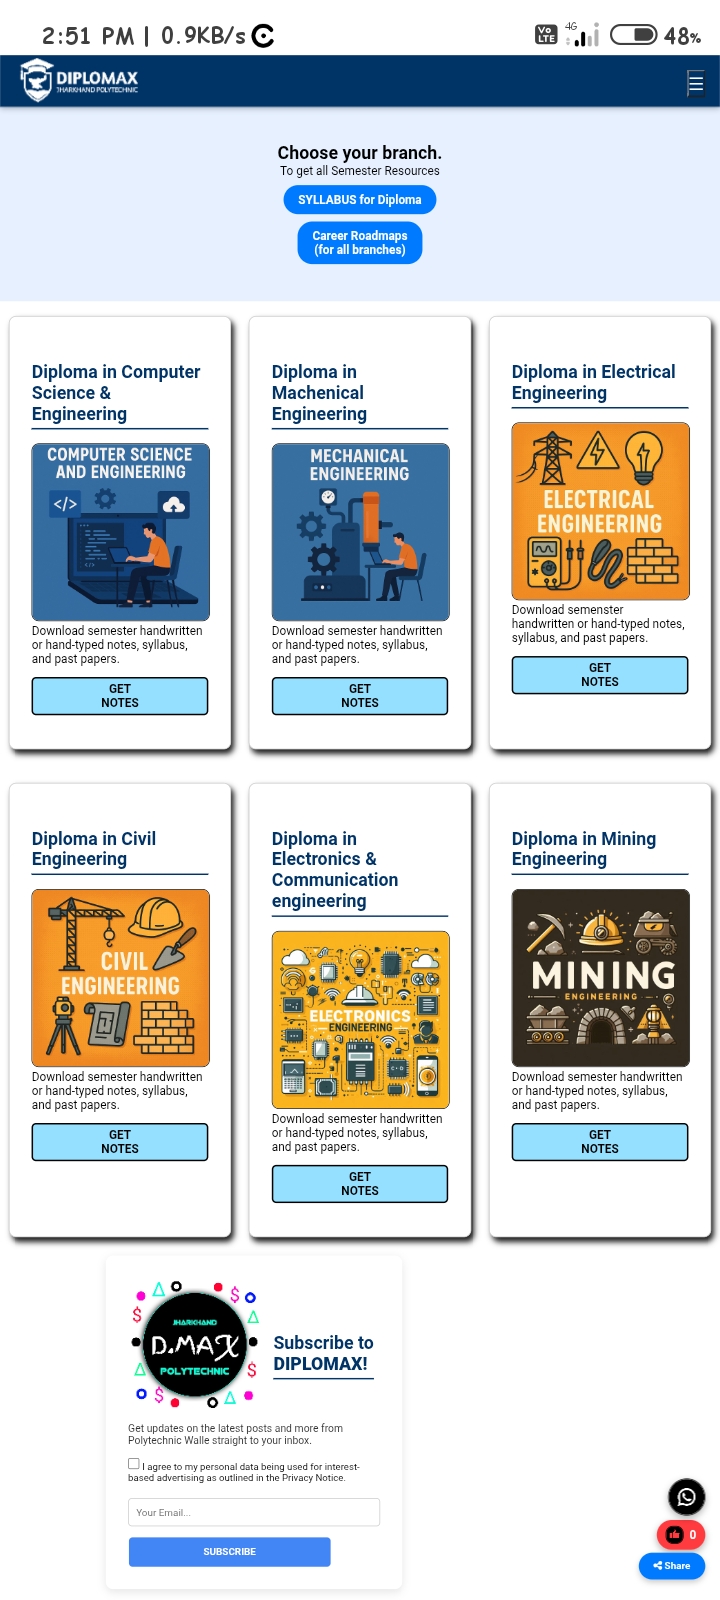 2:51 PM | 0.9KB/s
Vo LTE 4G 48%
DIPLOMAX
JHARKHAND POLYTECHNIC
Choose your branch.
To get all Semester Resources
SYLLABUS for Diploma
Career Roadmaps
(for all branches)
Diploma in Computer
Science &
Engineering
COMPUTER SCIENCE
AND ENGINEERING
</>
Download semester handwritten
or hand-typed notes, syllabus,
and past papers.
GET
NOTES
Diploma in
Machenical
Engineering
MECHANICAL
ENGINEERING
Download semester handwritten
or hand-typed notes, syllabus,
and past papers.
GET
NOTES
Diploma in Electrical
Engineering
ELECTRICAL
ENGINEERING
Download semenster
handwritten or hand-typed notes,
syllabus, and past papers.
GET
NOTES
Diploma in Civil
Engineering
CIVIL
ENGINEERING
Download semester handwritten
or hand-typed notes, syllabus,
and past papers.
GET
NOTES
Diploma in
Electronics &
Communication
engineering
ELECTRONICS
ENGINEERING
Download semester handwritten
or hand-typed notes, syllabus,
and past papers.
GET
NOTES
Diploma in Mining
Engineering
MINING
ENGINEERING
Download semester handwritten
or hand-typed notes, syllabus,
and past papers.
GET
NOTES
JHARKHAND
D.MAX
POLYTECHNIC
Subscribe to
DIPLOMAX!
Get updates on the latest posts and more from
Polytechnic Walle straight to your inbox.
I agree to my personal data being used for interest-
based advertising as outlined in the Privacy Notice.
Your Email...
SUBSCRIBE
0
Share